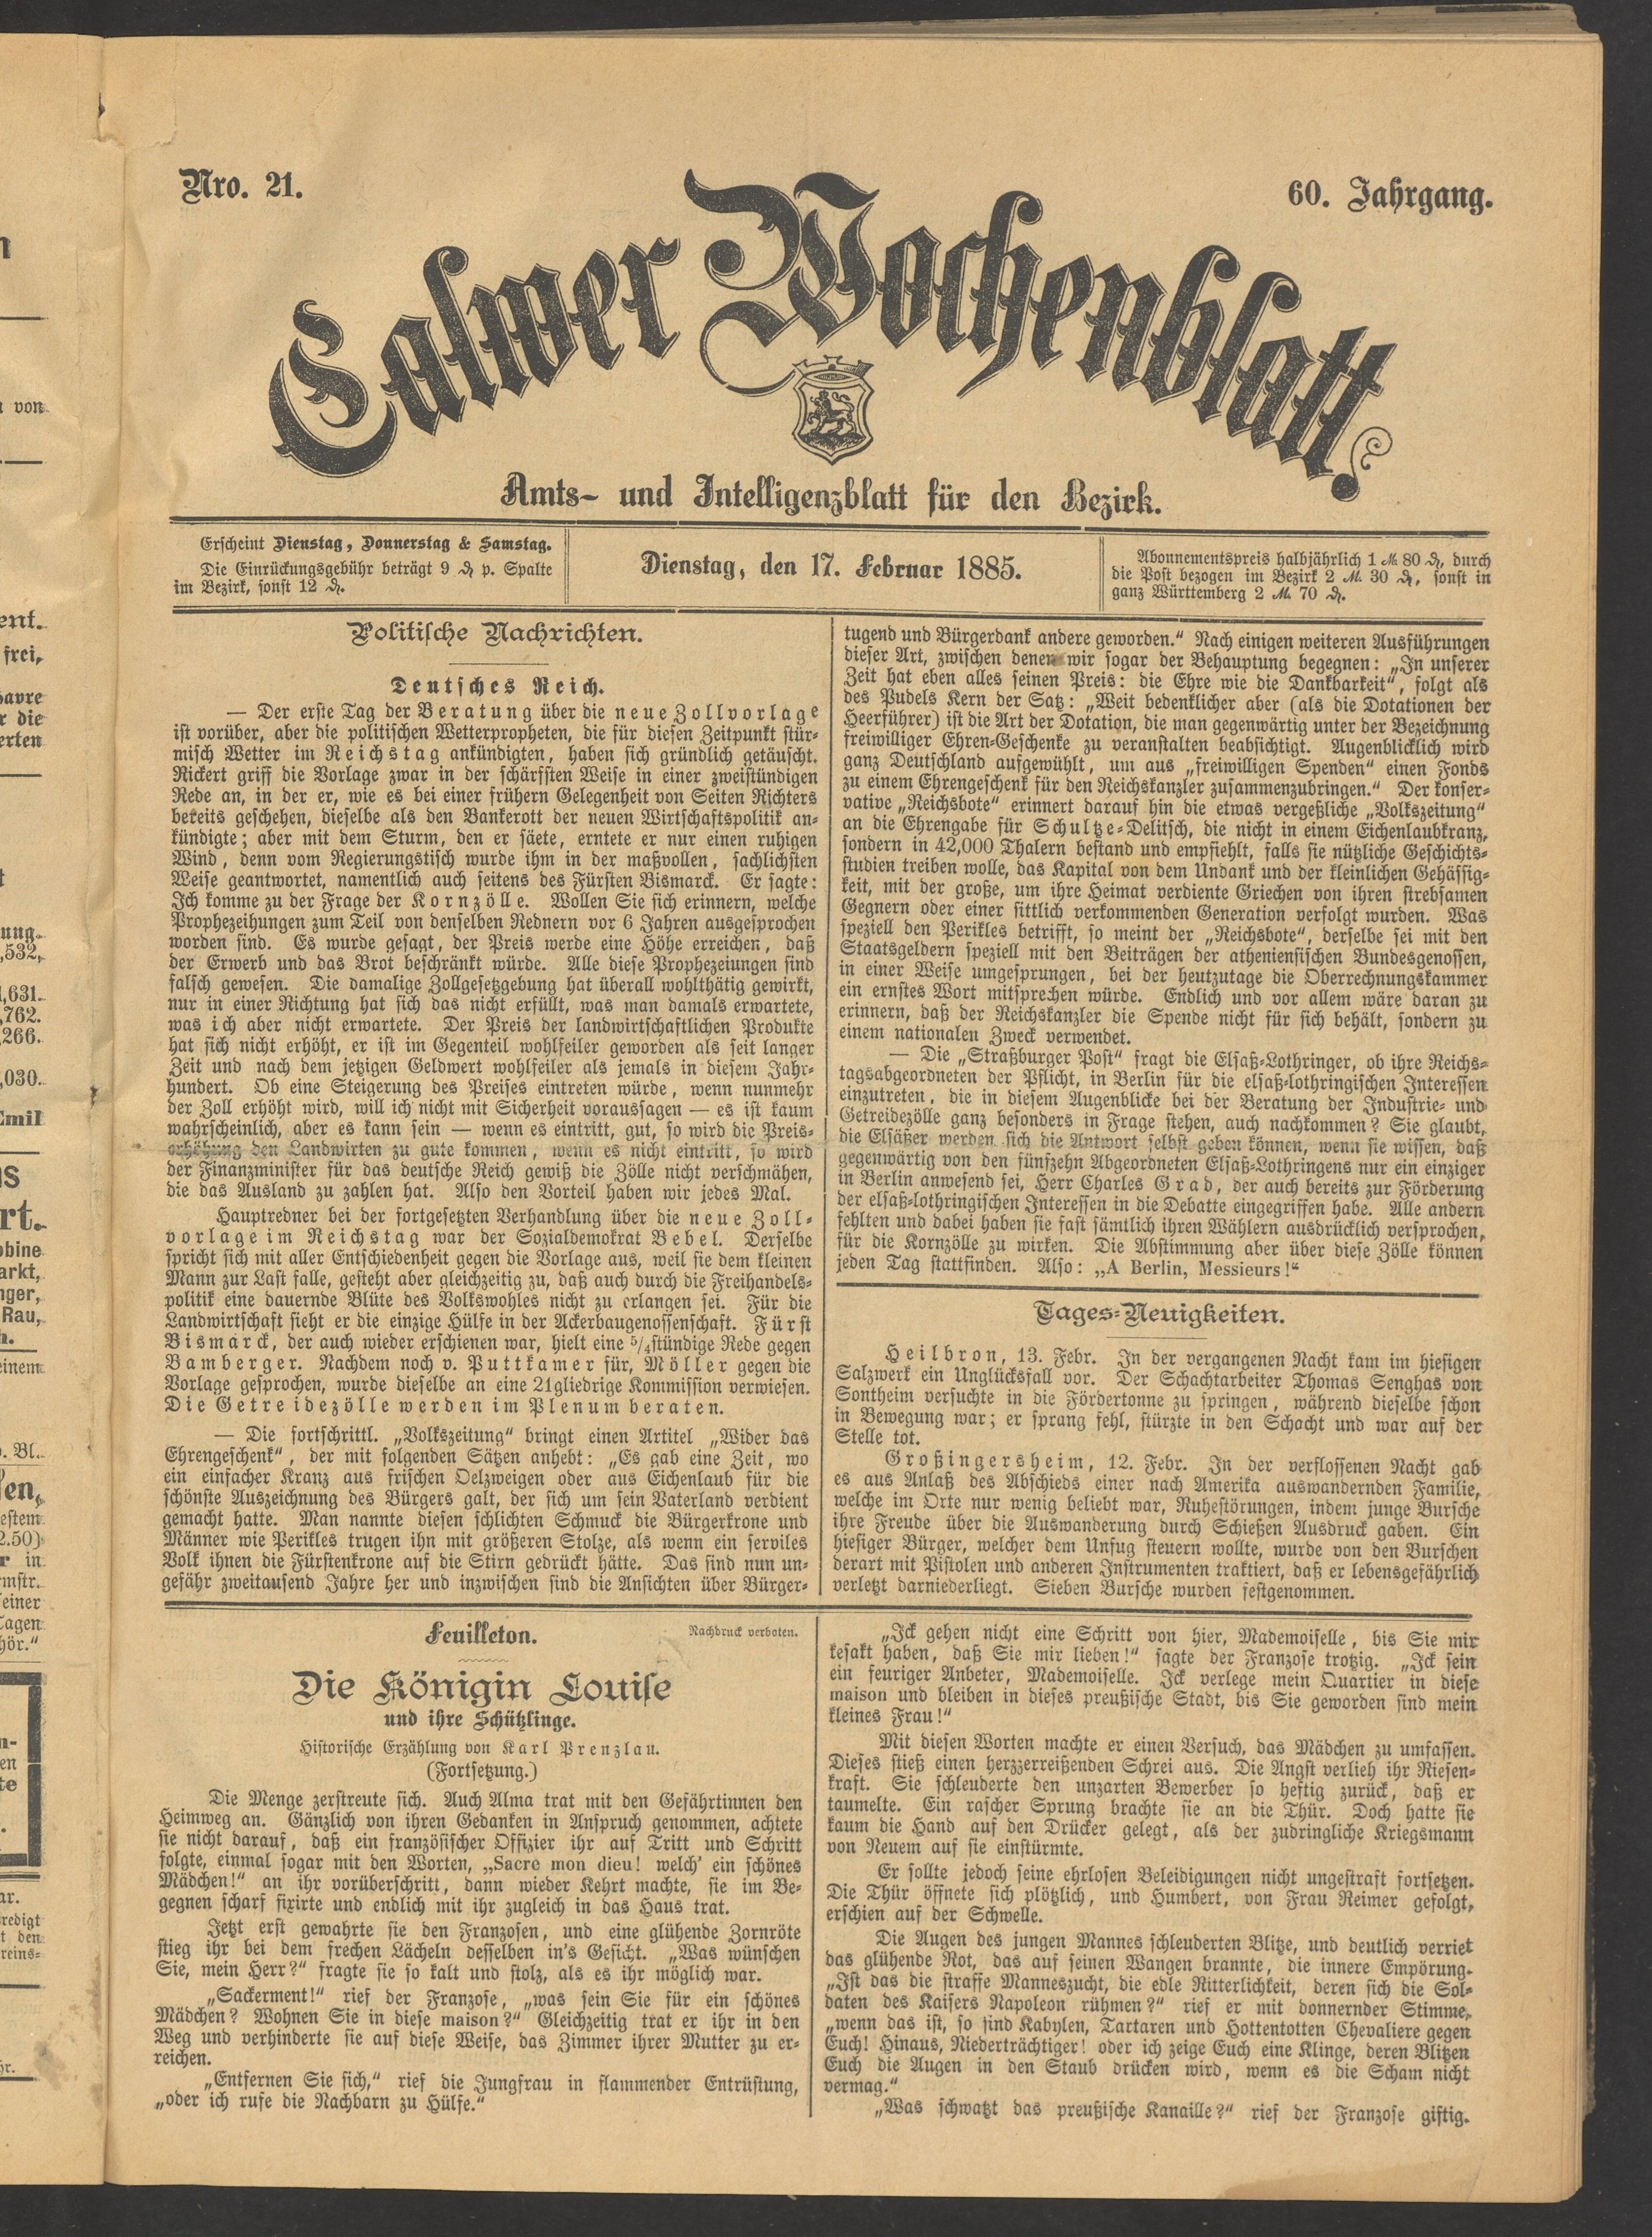 Nro. 21.
60. Jahrgang.
Calwer Wochenblatt
Amts- und Intelligenzblatt für den Bezirk.
Erscheint Dienstag, Donnerstag & Samstag.
Die Einrückungsgebühr beträgt 9 ₰ p. Spalte
im Bezirk, sonst 12 ₰.
Dienstag, den 17. Februar 1885.
Abonnementspreis halbjährlich 1 ℳ 80 ₰, durch
die Post bezogen im Bezirk 2 ℳ 30 ₰, sonst in
ganz Württemberg 2 ℳ 70 ₰.
Politische Nachrichten.
Deutsches Reich.
— Der erste Tag der Beratung über die neue Zollvorlage
ist vorüber, aber die politischen Wetterpropheten, die für diesen Zeitpunkt stür-
misch Wetter im Reichstag ankündigten, haben sich gründlich getäuscht.
Rickert griff die Vorlage zwar in der schärfsten Weise in einer zweistündigen
Rede an, in der er, wie es bei einer frühern Gelegenheit von Seiten Richters
bereits geschehen, dieselbe als den Bankerott der neuen Wirtschaftspolitik an-
kündigte; aber mit dem Sturm, den er säete, erntete er nur einen ruhigen
Wind, denn vom Regierungstisch wurde ihm in der maßvollen, sachlichsten
Weise geantwortet, namentlich auch seitens des Fürsten Bismarck. Er sagte:
Ich komme zu der Frage der Kornzölle. Wollen Sie sich erinnern, welche
Prophezeihungen zum Teil von denselben Rednern vor 6 Jahren ausgesprochen
worden sind. Es wurde gesagt, der Preis werde eine Höhe erreichen, daß
der Erwerb und das Brot beschränkt würde. Alle diese Prophezeiungen sind
falsch gewesen. Die damalige Zollgesetzgebung hat überall wohlthätig gewirkt,
nur in einer Richtung hat sich das nicht erfüllt, was man damals erwartete,
was ich aber nicht erwartete. Der Preis der landwirtschaftlichen Produkte
hat sich nicht erhöht, er ist im Gegenteil wohlfeiler geworden als seit langer
Zeit und nach dem jetzigen Geldwert wohlfeiler als jemals in diesem Jahr-
hundert. Ob eine Steigerung des Preises eintreten würde, wenn nunmehr
der Zoll erhöht wird, will ich nicht mit Sicherheit voraussagen — es ist kaum
wahrscheinlich, aber es kann sein — wenn es eintritt, gut, so wird die Preis-
erhöhung den Landwirten zu gute kommen, wenn es nicht eintritt, so wird
der Finanzminister für das deutsche Reich gewiß die Zölle nicht verschmähen,
die das Ausland zu zahlen hat. Also den Vorteil haben wir jedes Mal.
Hauptredner bei der fortgesetzten Verhandlung über die neue Zoll-
vorlage im Reichstag war der Sozialdemokrat Bebel. Derselbe
spricht sich mit aller Entschiedenheit gegen die Vorlage aus, weil sie dem kleinen
Mann zur Last falle, gesteht aber gleichzeitig zu, daß auch durch die Freihandels-
politik eine dauernde Blüte des Volkswohles nicht zu erlangen sei. Für die
Landwirtschaft sieht er die einzige Hülfe in der Ackerbaugenossenschaft. Fürst
Bismarck, der auch wieder erschienen war, hielt eine 5/4stündige Rede gegen
Bamberger. Nachdem noch v. Puttkamer für, Möller gegen die
Vorlage gesprochen, wurde dieselbe an eine 21gliedrige Kommission verwiesen.
Die Getreidezölle werden im Plenum beraten.
— Die fortschrittl. „Volkszeitung“ bringt einen Artitel „Wider das
Ehrengeschenk“, der mit folgenden Sätzen anhebt: „Es gab eine Zeit, wo
ein einfacher Kranz aus frischen Oelzweigen oder aus Eichenlaub für die
schönste Auszeichnung des Bürgers galt, der sich um sein Vaterland verdient
gemacht hatte. Man nannte diesen schlichten Schmuck die Bürgerkrone und
Männer wie Perikles trugen ihn mit größeren Stolze, als wenn ein serviles
Volk ihnen die Fürstenkrone auf die Stirn gedrückt hätte. Das sind nun un-
gefähr zweitausend Jahre her und inzwischen sind die Ansichten über Bürger-
tugend und Bürgerdank andere geworden.“ Nach einigen weiteren Ausführungen
dieser Art, zwischen denen wir sogar der Behauptung begegnen: „In unserer
Zeit hat eben alles seinen Preis: die Ehre wie die Dankbarkeit“, folgt als
des Pudels Kern der Satz: „Weit bedenklicher aber (als die Dotationen der
Heerführer) ist die Art der Dotation, die man gegenwärtig unter der Bezeichnung
freiwilliger Ehren-Geschenke zu veranstalten beabsichtigt. Augenblicklich wird
ganz Deutschland aufgewühlt, um aus „freiwilligen Spenden“ einen Fonds
zu einem Ehrengeschenk für den Reichskanzler zusammenzubringen.“ Der konser-
vative „Reichsbote“ erinnert darauf hin die etwas vergeßliche „Volkszeitung“
an die Ehrengabe für Schultze-Delitsch, die nicht in einem Eichenlaubkranz,
sondern in 42,000 Thalern bestand und empfiehlt, falls sie nützliche Geschichts-
studien treiben wolle, das Kapital von dem Undank und der kleinlichen Gehässig-
keit, mit der große, um ihre Heimat verdiente Griechen von ihren strebsamen
Gegnern oder einer sittlich verkommenden Generation verfolgt wurden. Was
speziell den Perikles betrifft, so meint der „Reichsbote“, derselbe sei mit den
Staatsgeldern speziell mit den Beiträgen der athenienstschen Bundesgenossen,
in einer Weise umgesprungen, bei der heutzutage die Oberrechnungskammer
ein ernstes Wort mitsprechen würde. Endlich und vor allem wäre daran zu
erinnern, daß der Reichskanzler die Spende nicht für sich behält, sondern zu
einem nationalen Zweck verwendet.
— Die „Straßburger Post“ fragt die Elsaß-Lothringer, ob ihre Reichs-
tagsabgeordneten der Pflicht, in Berlin für die elsaß-lothringischen Interessen
einzutreten, die in diesem Augenblicke bei der Beratung der Industrie- und
Getreidezölle ganz besonders in Frage stehen, auch nachkommen? Sie glaubt,
die Elsäßer werden sich die Antwort selbst geben können, wenn sie wissen, daß
gegenwärtig von den fünfzehn Abgeordneten Elsaß-Lothringens nur ein einziger
in Berlin anwesend sei, Herr Charles Grad, der auch bereits zur Förderung
der elsaß-lothringischen Interessen in die Debatte eingegriffen habe. Alle andern
fehlten und dabei haben sie fast sämtlich ihren Wählern ausdrücklich versprochen,
für die Kornzölle zu wirken. Die Abstimmung aber über diese Zölle können
jeden Tag stattfinden. Also: „A Berlin, Messieurs!“
Tages-Neuigkeiten.
Heilbron, 13. Febr. In der vergangenen Nacht kam im hiesigen
Salzwerk ein Unglücksfall vor. Der Schachtarbeiter Thomas Senghas von
Sontheim versuchte in die Fördertonne zu springen, während dieselbe schon
in Bewegung war; er sprang fehl, stürzte in den Schacht und war auf der
Stelle tot.
Großingersheim, 12. Febr. In der verflossenen Nacht gab
es aus Anlaß des Abschieds einer nach Amerika auswandernden Familie,
welche im Orte nur wenig beliebt war, Ruhestörungen, indem junge Bursche
ihre Freude über die Auswanderung durch Schießen Ausdruck gaben. Ein
hiesiger Bürger, welcher dem Unfug steuern wollte, wurde von den Burschen
derart mit Pistolen und anderen Instrumenten traktiert, daß er lebensgefährlich
verletzt darniederliegt. Sieben Bursche wurden festgenommen.
Feuilleton.
Nachdruck verboten.
Die Königin Louise
und ihre Schützlinge.
Historische Erzählung von Karl Prenzlau.
(Fortsetzung.)
Die Menge zerstreute sich. Auch Alma trat mit den Gefährtinnen den
Heimweg an. Gänzlich von ihren Gedanken in Anspruch genommen, achtete
sie nicht darauf, daß ein französischer Offizier ihr auf Tritt und Schritt
folgte, einmal sogar mit den Worten, „Sacre mon dieu! welch' ein schönes
Mädchen!“ an ihr vorüberschritt, dann wieder Kehrt machte, sie im Be-
gegnen scharf fixirte und endlich mit ihr zugleich in das Haus trat.
Jetzt erst gewahrte sie den Franzosen, und eine glühende Zornröte
stieg ihr bei dem frechen Lächeln desselben in's Gesicht. „Was wünschen
Sie, mein Herr?“ fragte sie so kalt und stolz, als es ihr möglich war.
„Sackerment!“ rief der Franzose, „was sein Sie für ein schönes
Mädchen? Wohnen Sie in diese maison?“ Gleichzeitig trat er ihr in den
Weg und verhinderte sie auf diese Weise, das Zimmer ihrer Mutter zu er-
reichen.
„Entfernen Sie sich,“ rief die Jungfrau in flammender Entrüstung,
„oder ich rufe die Nachbarn zu Hülfe.“
„Ick gehen nicht eine Schritt von hier, Mademoiselle, bis Sie mir
kesakt haben, daß Sie mir lieben!“ sagte der Franzose trotzig. „Ick sein
ein feuriger Anbeter, Mademoiselle. Ick verlege mein Quartier in diese
maison und bleiben in dieses preußische Stadt, bis Sie geworden sind mein
kleines Frau!“
Mit diesen Worten machte er einen Versuch, das Mädchen zu umfassen.
Dieses stieß einen herzzerreißenden Schrei aus. Die Angst verlieh ihr Riesen-
kraft. Sie schleuderte den unzarten Bewerber so heftig zurück, daß er
taumelte. Ein rascher Sprung brachte sie an die Thür. Doch hatte sie
kaum die Hand auf den Drücker gelegt, als der zudringliche Kriegsmann
von Neuem auf sie einstürmte.
Er sollte jedoch seine ehrlosen Beleidigungen nicht ungestraft fortsetzen.
Die Thür öffnete sich plötzlich, und Humbert, von Frau Reimer gefolgt,
erschien auf der Schwelle.
Die Augen des jungen Mannes schleuderten Blitze, und deutlich verriet
das glühende Rot, das auf seinen Wangen brannte, die innere Empörung.
„Ist das die straffe Manneszucht, die edle Ritterlichkeit, deren sich die Sol-
daten des Kaisers Napoleon rühmen?“ rief er mit donnernder Stimme,
„wenn das ist, so sind Kabylen, Tartaren und Hottentotten Chevaliere gegen
Euch! Hinaus, Niederträchtiger! oder ich zeige Euch eine Klinge, deren Blitzen
Euch die Augen in den Staub drücken wird, wenn es die Scham nicht
vermag.“
„Was schwatzt das preußische Kanaille?“ rief der Franzose giftig.